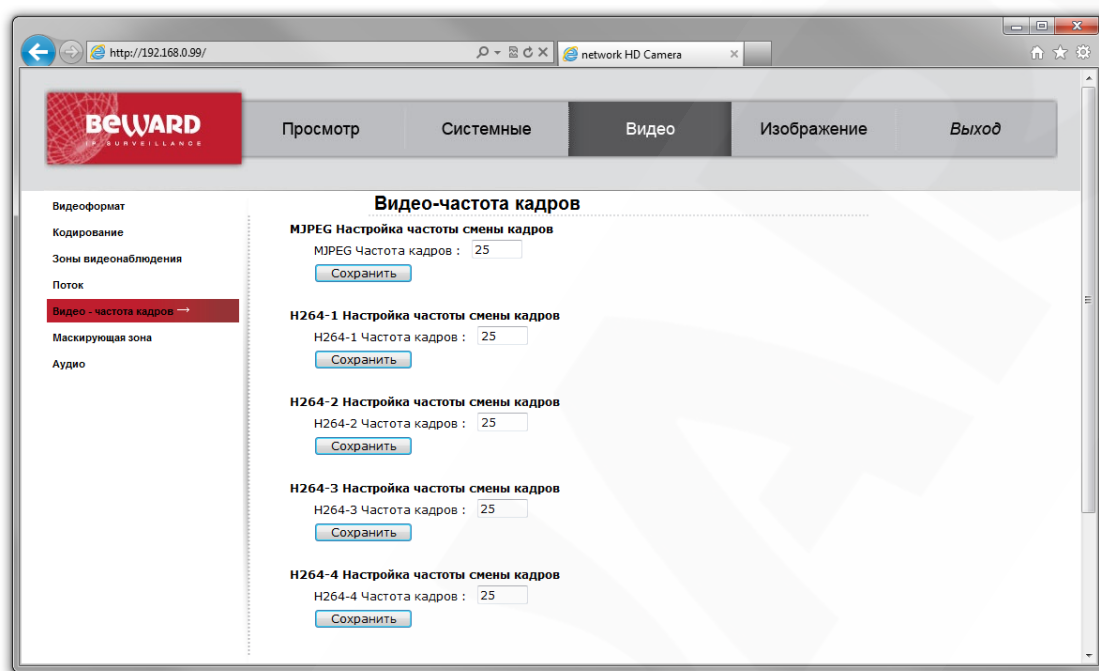 http://192.168.0.99/
network HD Camera
BEWARD
IP SURVEILLANCE
Просмотр
Системные
Видео
Изображение
Выход
Видеоформат
Кодирование
Зоны видеонаблюдения
Поток
Видео - частота кадров →
Маскирующая зона
Аудио
Видео-частота кадров
MJPEG Настройка частоты смены кадров
MJPEG Частота кадров : 25
Сохранить
H264-1 Настройка частоты смены кадров
H264-1 Частота кадров : 25
Сохранить
H264-2 Настройка частоты смены кадров
H264-2 Частота кадров : 25
Сохранить
H264-3 Настройка частоты смены кадров
H264-3 Частота кадров : 25
Сохранить
H264-4 Настройка частоты смены кадров
H264-4 Частота кадров : 25
Сохранить